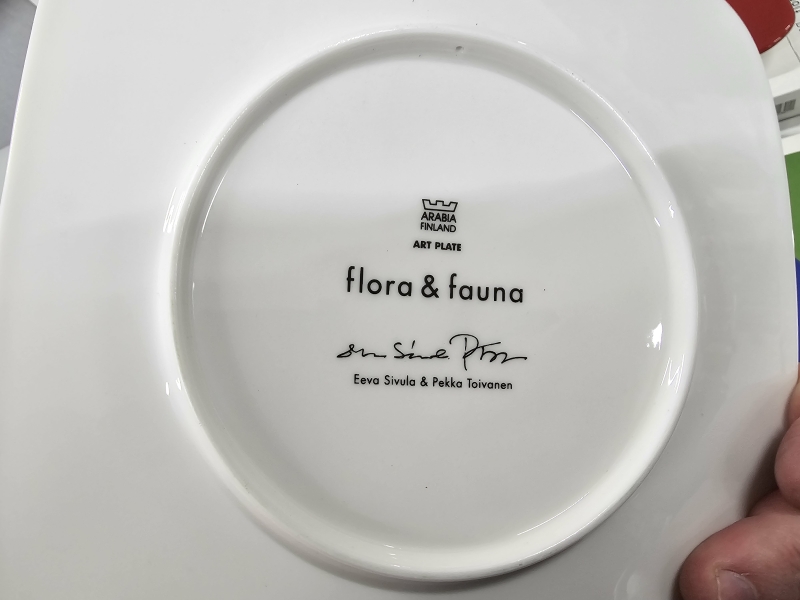 ARABIA
FINLAND
ART PLATE
flora & fauna
Eeva Sivula & Pekka Toivanen